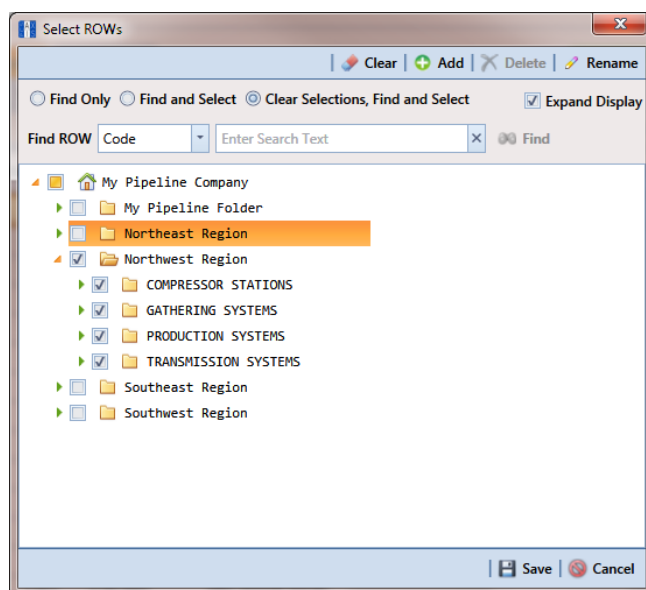 Select ROWs
Clear Add Delete Rename
Find Only Find and Select Clear Selections, Find and Select Expand Display
Find ROW Code Enter Search Text Find
My Pipeline Company
My Pipeline Folder
Northeast Region
Northwest Region
COMPRESSOR STATIONS
GATHERING SYSTEMS
PRODUCTION SYSTEMS
TRANSMISSION SYSTEMS
Southeast Region
Southwest Region
Save Cancel